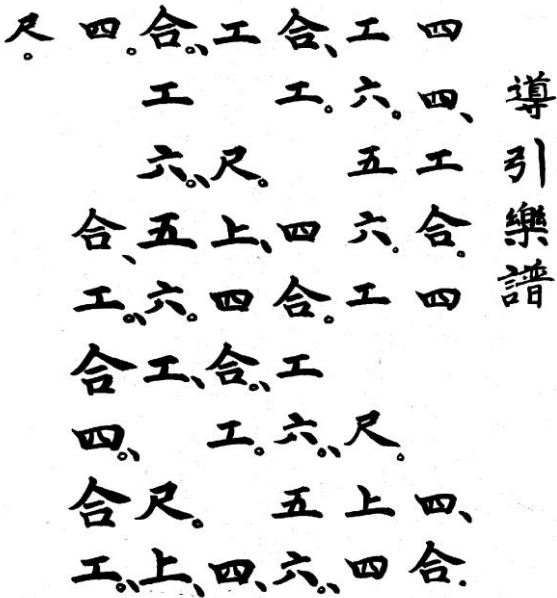 導引樂譜
四四、工合。四　四、合.
工六。五六.工　尺。上四
合、工。　四合。工六。、五六。、
工　尺。上、四合。、工。　四、
合。、工六。、五六。工、　尺。上、
四。　合、工。、合四。、合工。、
尺。